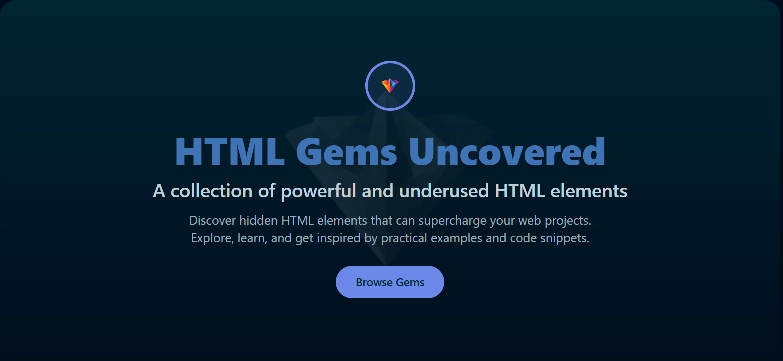 HTML Gems Uncovered
A collection of powerful and underused HTML elements
Discover hidden HTML elements that can supercharge your web projects.
Explore, learn, and get inspired by practical examples and code snippets.
Browse Gems